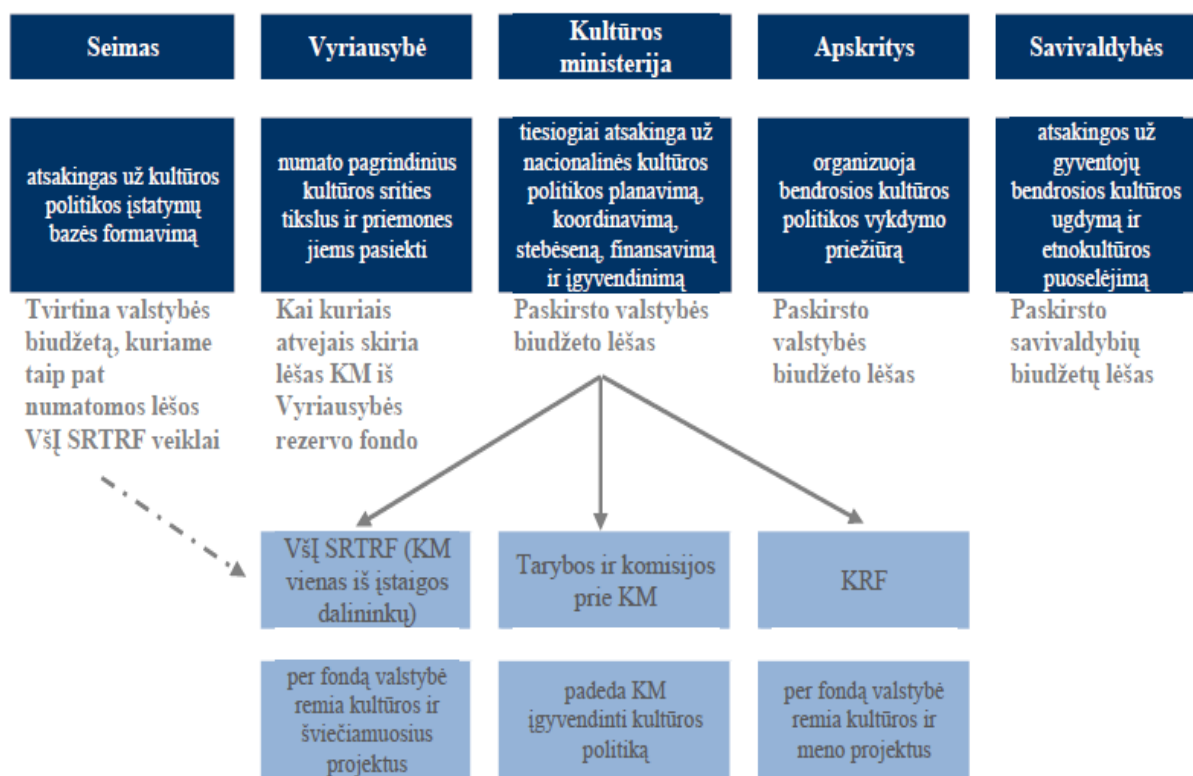 Seimas
Vyriausybė
Kultūros
ministerija
Apskritys
Savivaldybės
atsakingas už kultūros
politikos įstatymų
bazės formavimą
numato pagrindinius
kultūros srities
tikslus ir priemones
jiems pasiekti
tiesiogiai atsakinga už
nacionalinės kultūros
politikos planavimą,
koordinavimą,
stebėseną, finansavimą
ir įgyvendinimą
organizuoja
bendrosios kultūros
politikos vykdymo
priežiūrą
atsakingos už
gyventojų
bendrosios kultūros
ugdymą ir
etnokultūros
puoselėjimą
Tvirtina valstybės
biudžetą, kuriame
taip pat
numatomos lėšos
VšĮ SRTRF veiklai
Kai kuriais
atvejais skiria
lėšas KM iš
Vyriausybės
rezervo fondo
Paskirsto valstybės
biudžeto lėšas
Paskirsto
valstybės
biudžeto lėšas
Paskirsto
savivaldybių
biudžetų lėšas
VšĮ SRTRF (KM
vienas iš įstaigos
dalininkų)
Tarybos ir komisijos
prie KM
KRF
per fondą valstybė
remia kultūros ir
šviečiamuosius
projektus
padeda KM
įgyvendinti kultūros
politiką
per fondą valstybė
remia kultūros ir
meno projektus